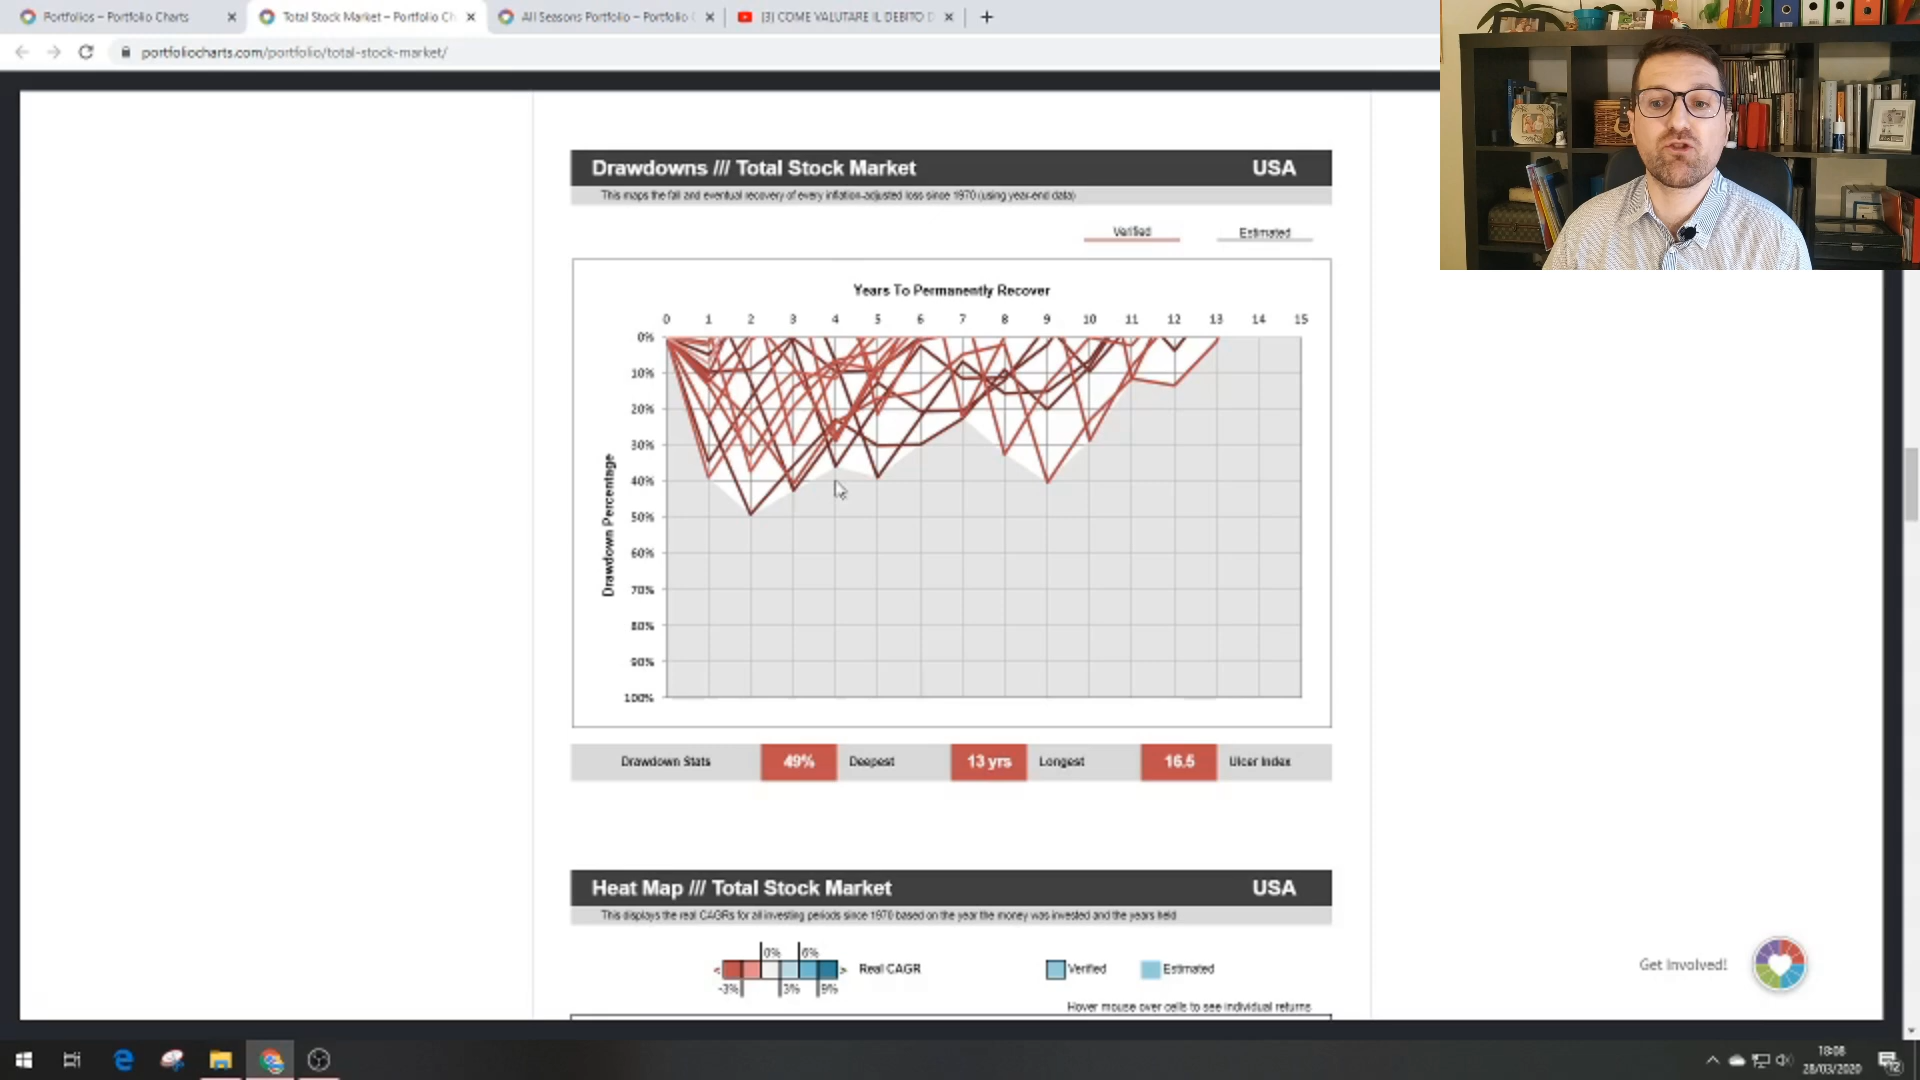 Portfolios – Portfolio Charts
Total Stock Market – Portfolio Ch
All Seasons Portfolio – Portfolio C
(3) COME VALUTARE IL DEBITO D
portfoliocharts.com/portfolio/total-stock-market/
Drawdowns /// Total Stock Market USA
This maps the fall and eventual recovery of every inflation-adjusted loss since 1970 (using year-end data)
Verified Estimated
Years To Permanently Recover
0 1 2 3 4 5 6 7 8 9 10 11 12 13 14 15
0%
10%
20%
30%
40%
50%
60%
70%
80%
90%
100%
Drawdown Percentage
Drawdown Stats 49% Deepest 13 yrs Longest 16.5 Ulcer Index
Heat Map /// Total Stock Market USA
This displays the real CAGRs for all investing periods since 1970 based on the year the money was invested and the years held
0% 6%
< > Real CAGR Verified Estimated
-3% 3% 9%
Hover mouse over cells to see individual returns
Get Involved!
18:08
28/03/2020
12